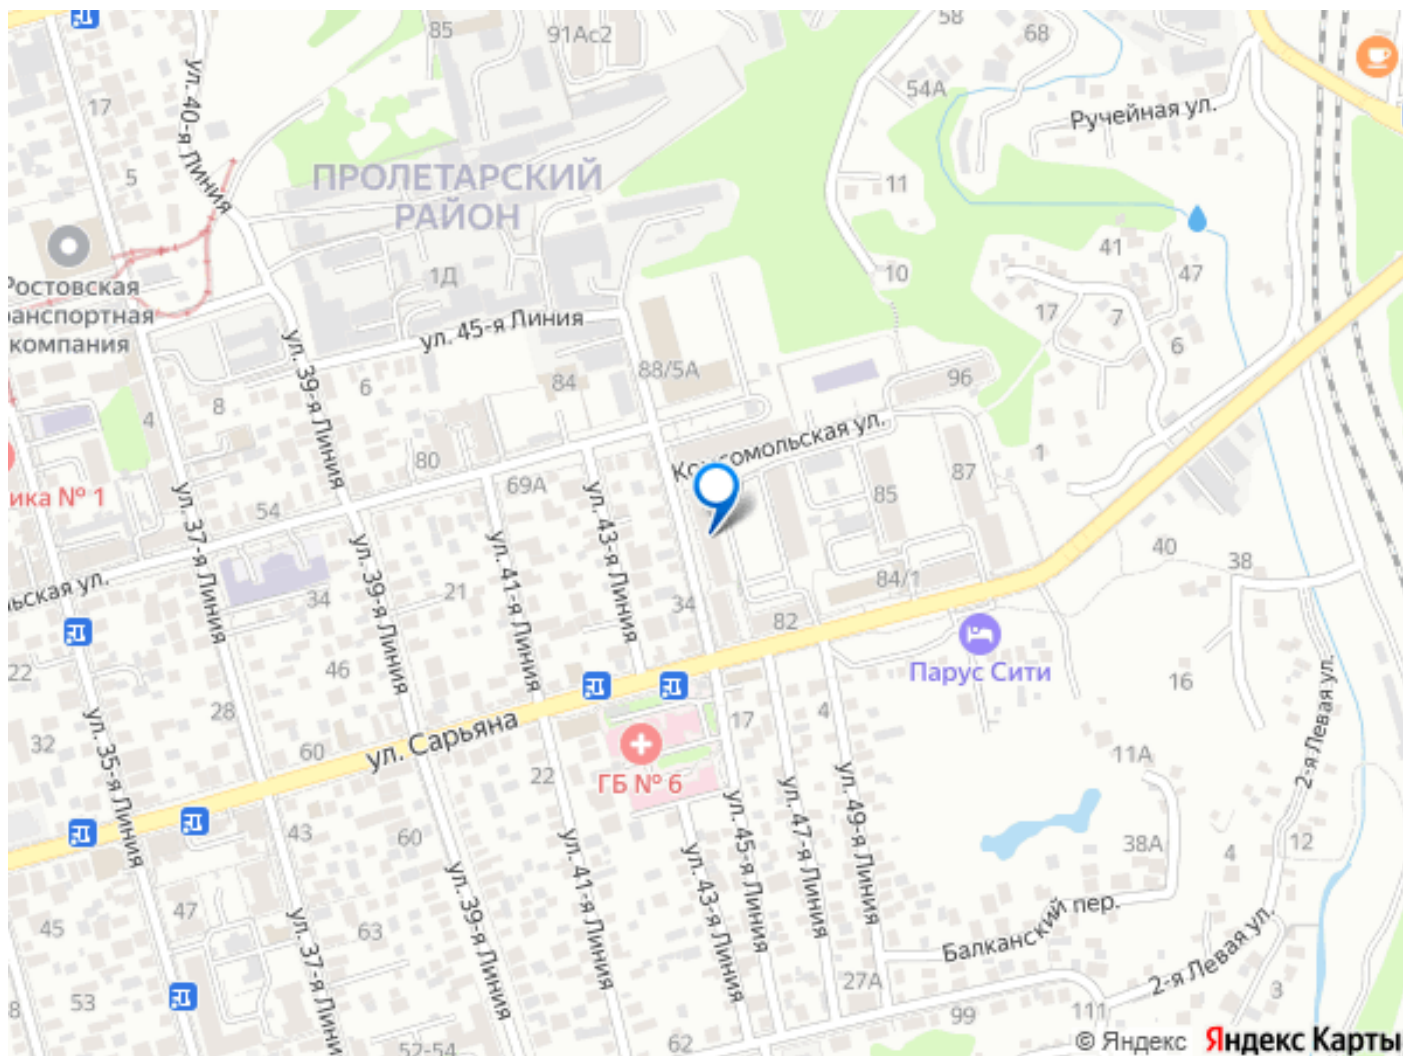 58
85
91Ас2
68
54А
17
ул. 40-я Линия
Ручейная ул.
5
ПРОЛЕТАРСКИЙ
РАЙОН
11
41
47
10
1Д
Ростовская
анспортная
компания
17
7
6
ул. 45-я Линия
ул. 39-я Линия
88/5А
84
96
6
8
4
Комсомольская ул.
1
80
69А
87
85
ика № 1
54
ул. 37-я Линия
ул. 43-я Линия
ул. 41-я Линия
ул. 39-я Линия
40
38
ьская ул.
84/1
34
21
34
82
22
46
Парус Сити
16
28
ул. Сарьяна
17
4
2-я Левая ул.
32
60
ул. 35-я Линия
11А
22
ГБ № 6
43
60
38А
4
12
ул. 45-я Линия
ул. 47-я Линия
ул. 49-я Линия
ул. 41-я Линия
ул. 43-я Линия
ул. 39-я Линия
47
45
63
ул. 37-я Линия
Балканский пер.
2-я Левая ул.
27А
3
53
8
99
111
62
52-54
© Яндекс Яндекс Карты